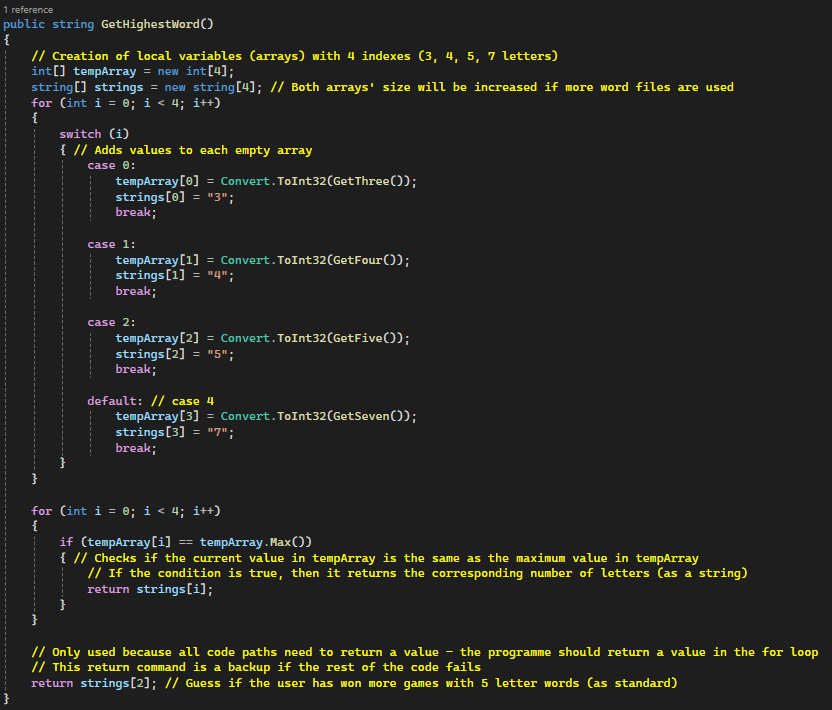 1 reference
public string GetHighestWord()
{
// Creation of local variables (arrays) with 4 indexes (3, 4, 5, 7 letters)
int[] tempArray = new int[4];
string[] strings = new string[4]; // Both arrays' size will be increased if more word files are used
for (int i = 0; i < 4; i++)
{
switch (i)
{ // Adds values to each empty array
case 0:
tempArray[0] = Convert.ToInt32(GetThree());
strings[0] = "3";
break;
case 1:
tempArray[1] = Convert.ToInt32(GetFour());
strings[1] = "4";
break;
case 2:
tempArray[2] = Convert.ToInt32(GetFive());
strings[2] = "5";
break;
default: // case 4
tempArray[3] = Convert.ToInt32(GetSeven());
strings[3] = "7";
break;
}
}
for (int i = 0; i < 4; i++)
{
if (tempArray[i] == tempArray.Max())
{ // Checks if the current value in tempArray is the same as the maximum value in tempArray
// If the condition is true, then it returns the corresponding number of letters (as a string)
return strings[i];
}
}
// Only used because all code paths need to return a value - the programme should return a value in the for loop
// This return command is a backup if the rest of the code fails
return strings[2]; // Guess if the user has won more games with 5 letter words (as standard)
}